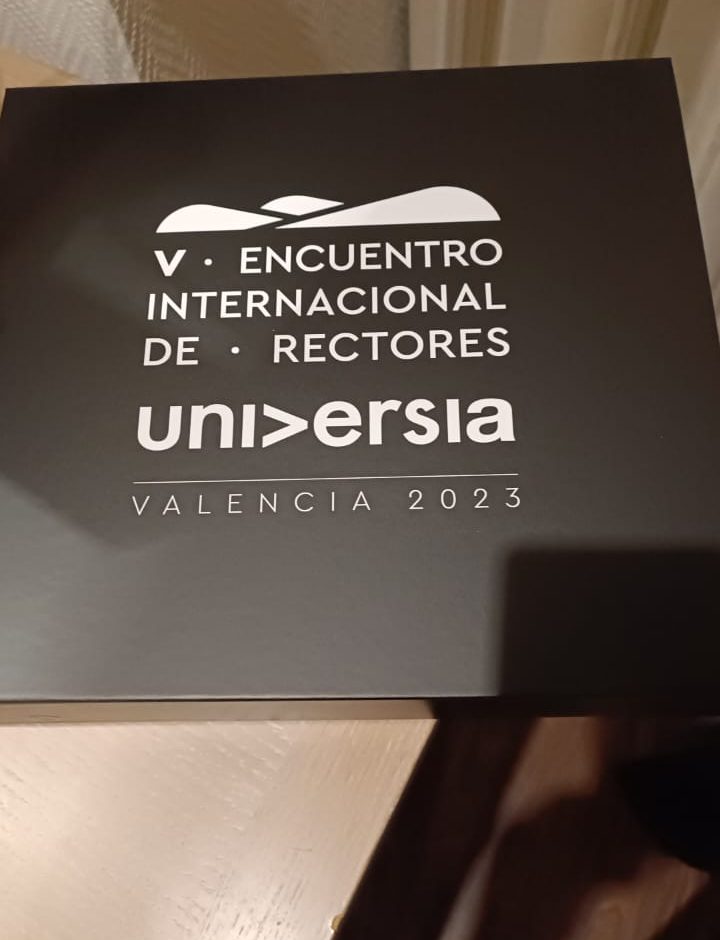 V · ENCUENTRO
INTERNACIONAL
DE · RECTORES
uni>ersia
VALENCIA 2023